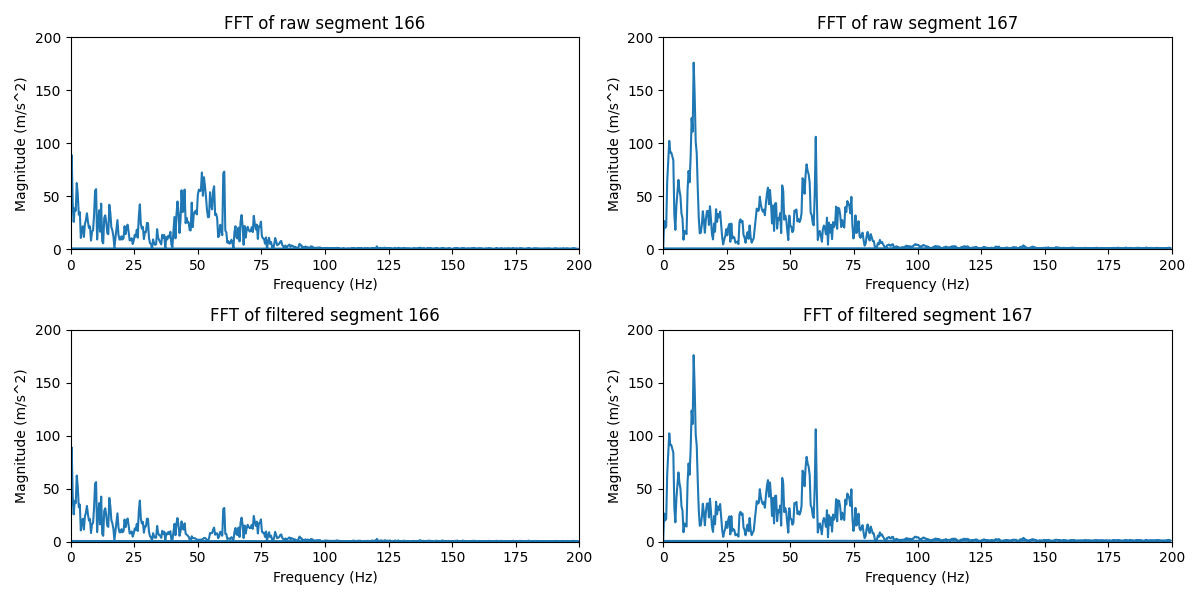 FFT of raw segment 166
200
150
100
50
0
Magnitude (m/s^2)
0 25 50 75 100 125 150 175 200
Frequency (Hz)
FFT of raw segment 167
200
150
100
50
0
Magnitude (m/s^2)
0 25 50 75 100 125 150 175 200
Frequency (Hz)
FFT of filtered segment 166
200
150
100
50
0
Magnitude (m/s^2)
0 25 50 75 100 125 150 175 200
Frequency (Hz)
FFT of filtered segment 167
200
150
100
50
0
Magnitude (m/s^2)
0 25 50 75 100 125 150 175 200
Frequency (Hz)